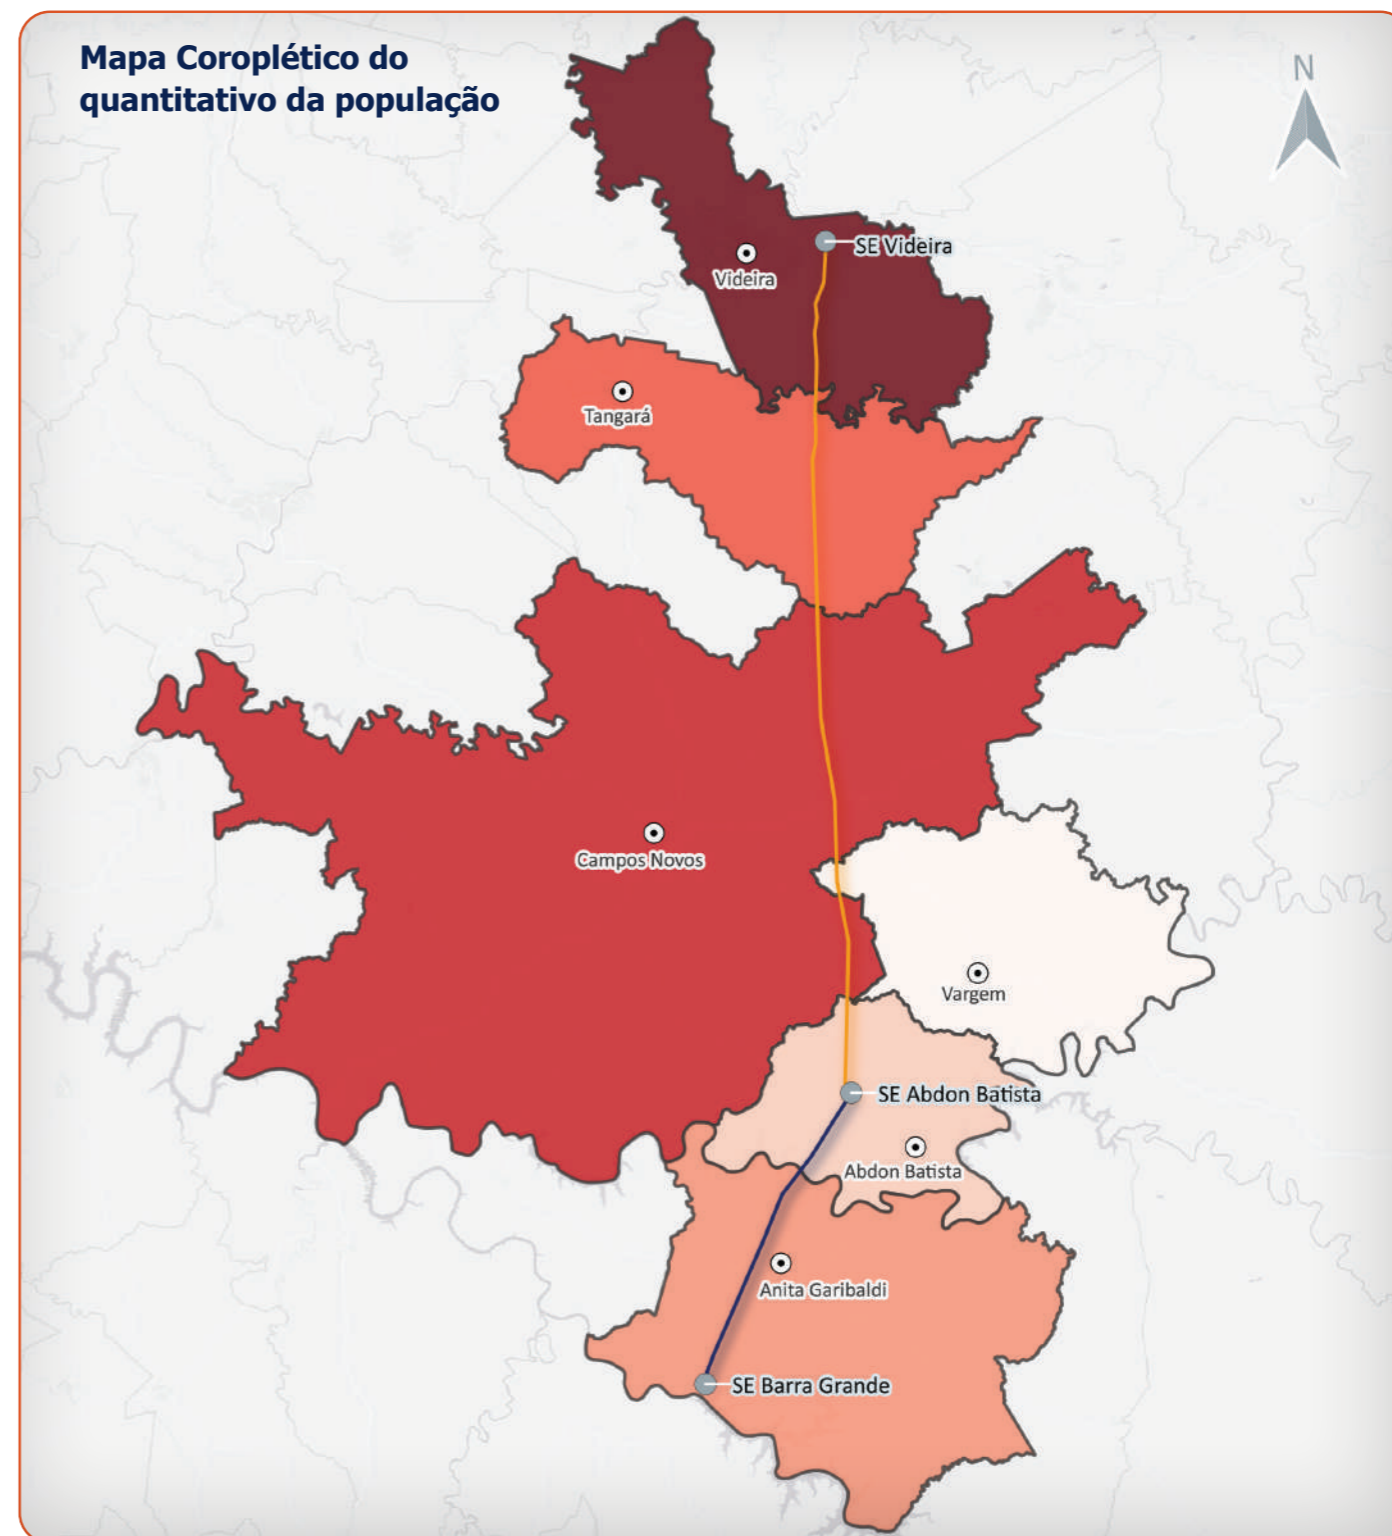 Mapa Coroplético do
quantitativo da população
N
SE Videira
Videira
Tangará
Campos Novos
Vargem
SE Abdon Batista
Abdon Batista
Anita Garibaldi
SE Barra Grande